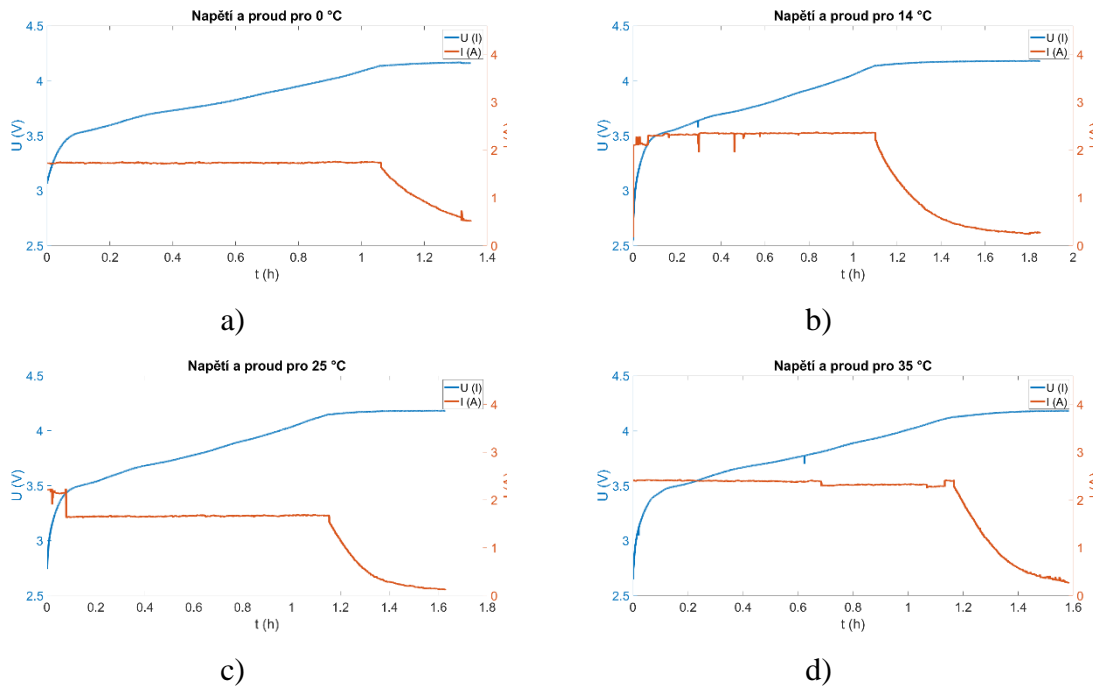 Napětí a proud pro 0 °C
4.5
4
3.5
3
2.5
U (V)
U (I)
I (A)
4
3
2
1
0
0 0.2 0.4 0.6 0.8 1 1.2 1.4
t (h)
a)
Napětí a proud pro 14 °C
4.5
4
3.5
3
2.5
U (V)
U (I)
I (A)
4
3
2
1
0
0 0.2 0.4 0.6 0.8 1 1.2 1.4 1.6 1.8 2
t (h)
b)
Napětí a proud pro 25 °C
4.5
4
3.5
3
2.5
U (V)
U (I)
I (A)
4
3
2
1
0
0 0.2 0.4 0.6 0.8 1 1.2 1.4 1.6 1.8
t (h)
c)
Napětí a proud pro 35 °C
4.5
4
3.5
3
2.5
U (V)
U (I)
I (A)
4
3
2
1
0
0 0.2 0.4 0.6 0.8 1 1.2 1.4 1.6
t (h)
d)